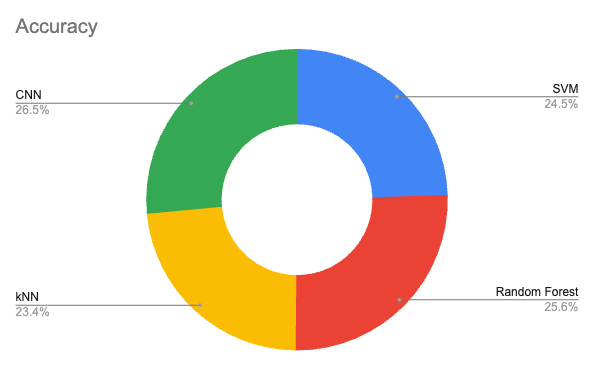 Accuracy
CNN
26.5%
SVM
24.5%
kNN
23.4%
Random Forest
25.6%